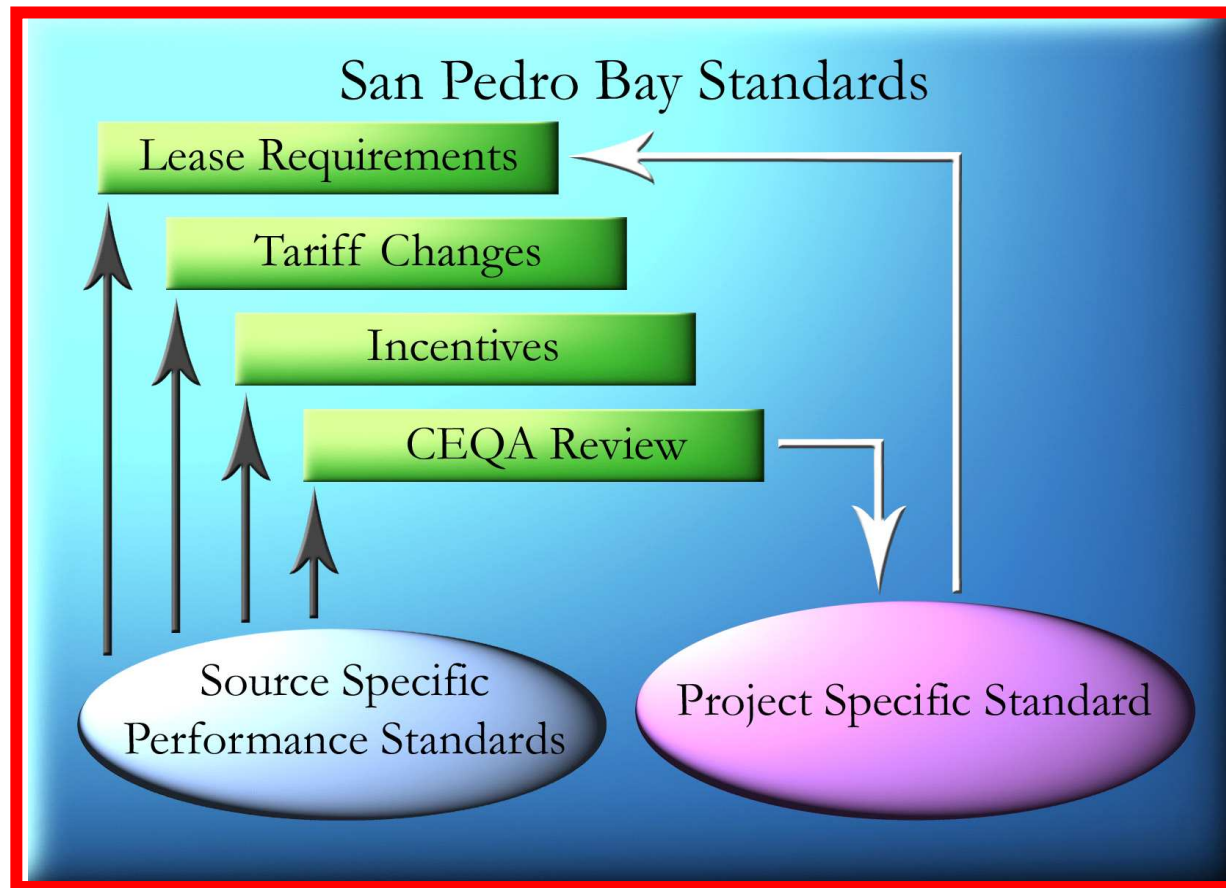 San Pedro Bay Standards
Lease Requirements
Tariff Changes
Incentives
CEQA Review
Source Specific
Performance Standards
Project Specific Standard